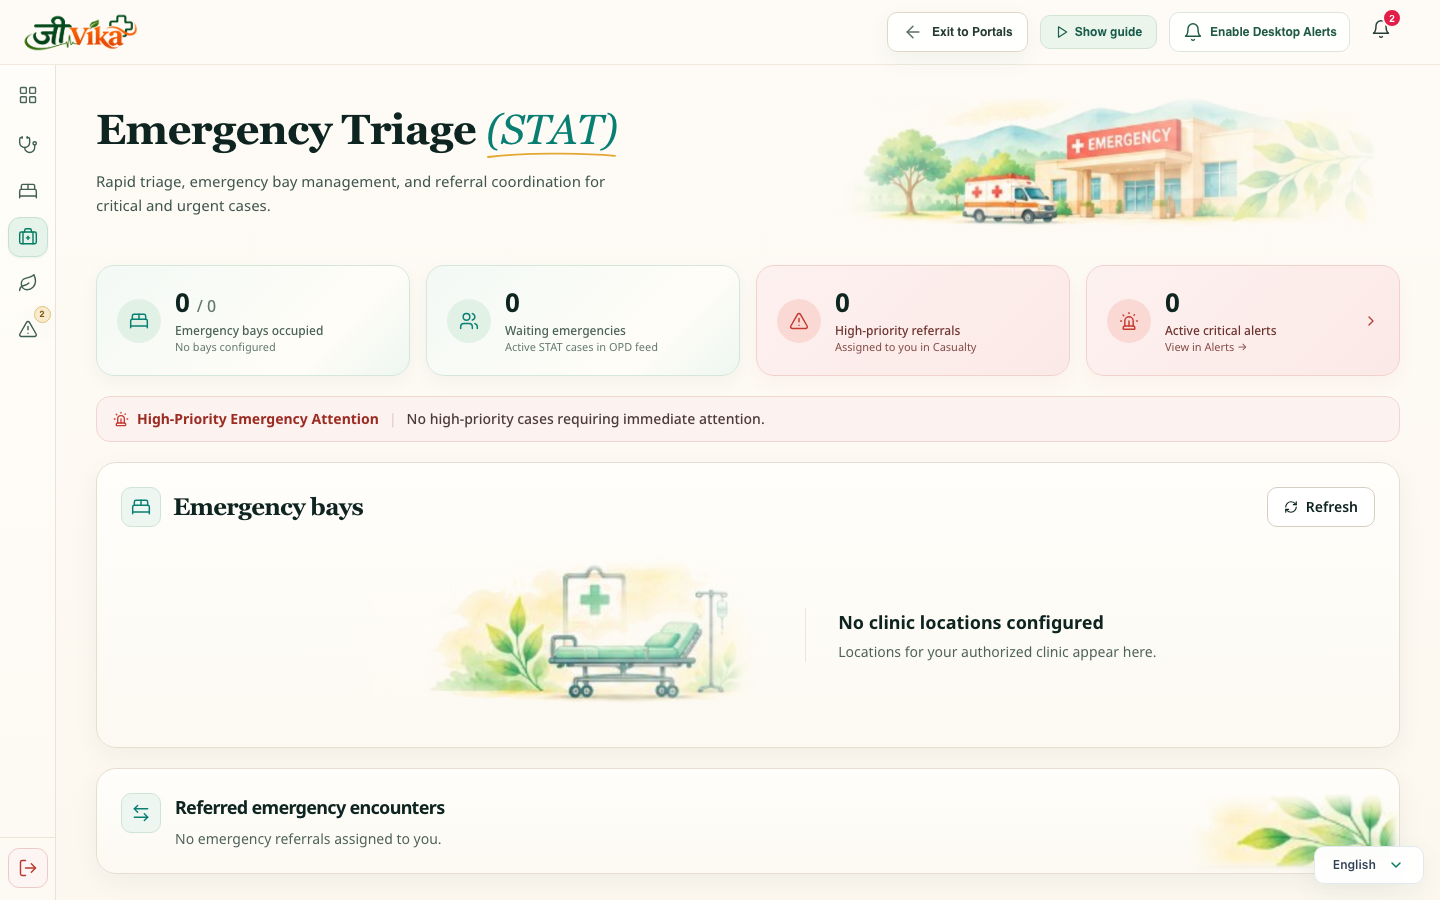 जीvika
Exit to Portals
Show guide
Enable Desktop Alerts
2
Emergency Triage (STAT)
Rapid triage, emergency bay management, and referral coordination for
critical and urgent cases.
EMERGENCY
2
0 / 0
Emergency bays occupied
No bays configured
0
Waiting emergencies
Active STAT cases in OPD feed
0
High-priority referrals
Assigned to you in Casualty
0
Active critical alerts
View in Alerts →
High-Priority Emergency Attention | No high-priority cases requiring immediate attention.
Emergency bays
Refresh
No clinic locations configured
Locations for your authorized clinic appear here.
Referred emergency encounters
No emergency referrals assigned to you.
English